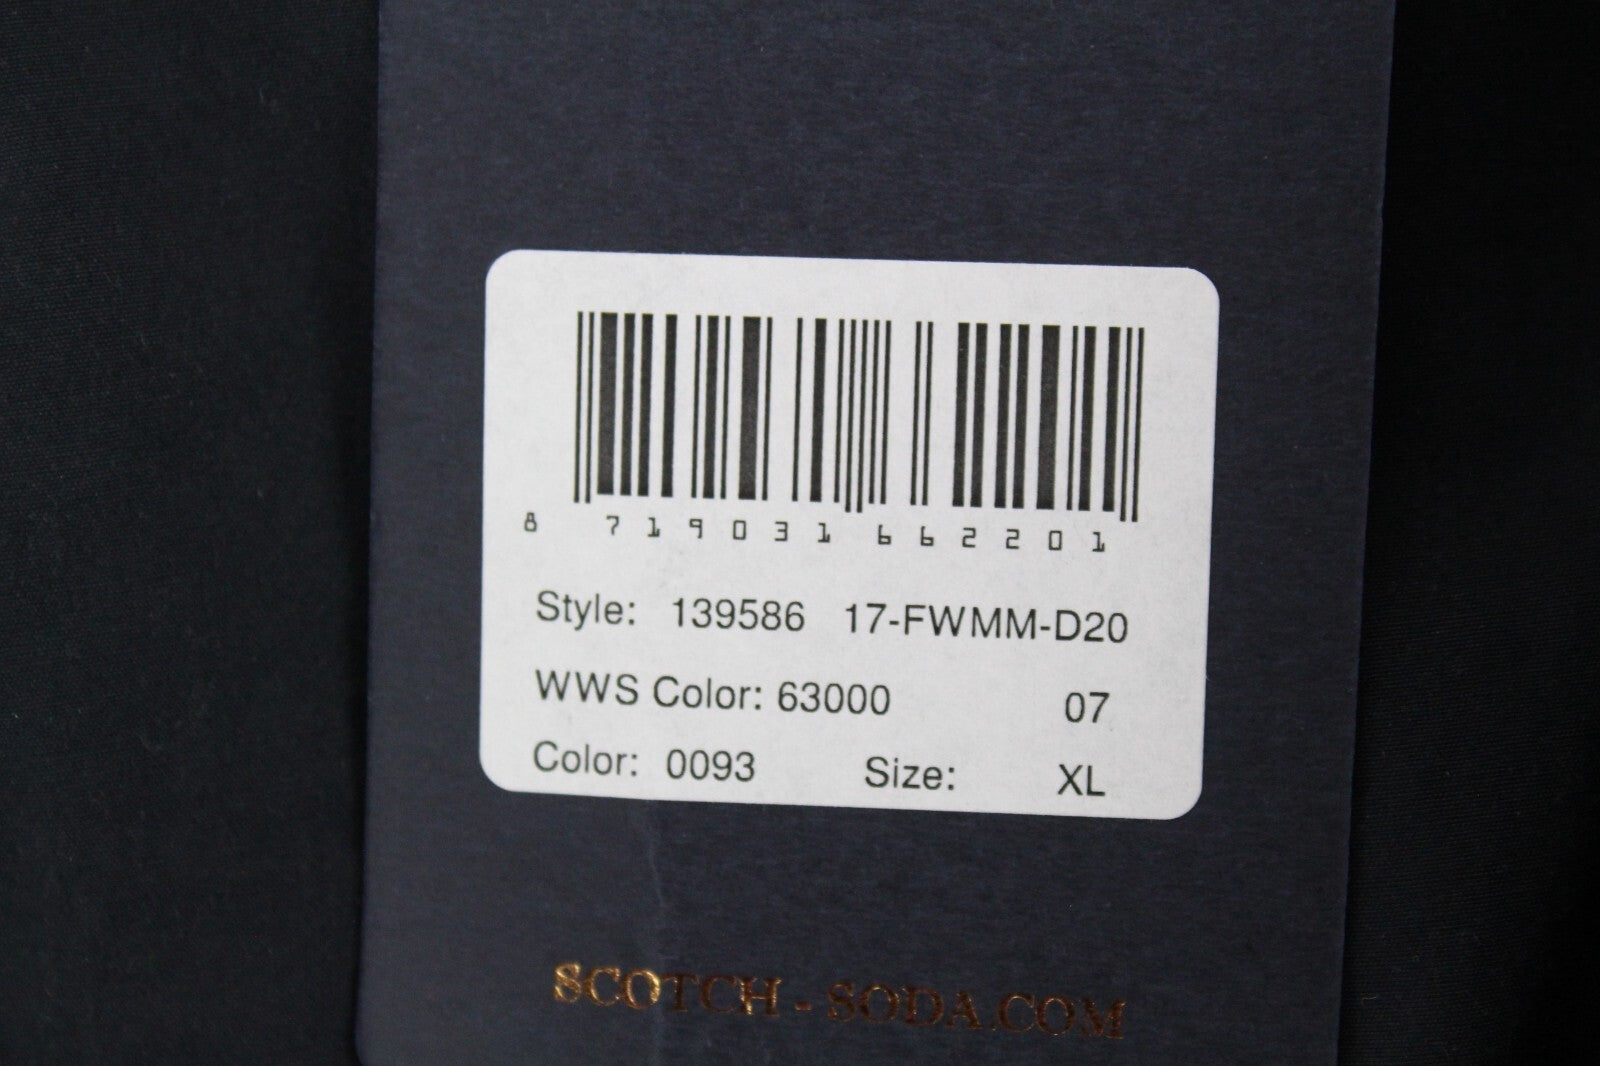 8 719031 662201
Style: 139586 17-FWMM-D20
WWS Color: 63000 07
Color: 0093 Size: XL
SCOTCH - SODA.COM